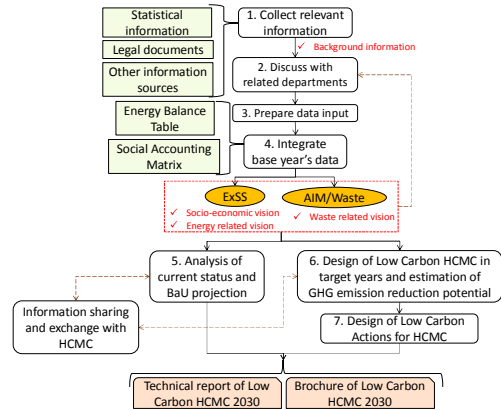 Statistical
information
Legal documents
Other information
sources
1. Collect relevant
information
✓ Background information
2. Discuss with
related departments
3. Prepare data input
Energy Balance
Table
Social Accounting
Matrix
4. Integrate
base year's data
ExSS
AIM/Waste
✓ Socio-economic vision
✓ Energy related vision
✓ Waste related vision
5. Analysis of
current status and
BaU projection
6. Design of Low Carbon HCMC in
target years and estimation of
GHG emission reduction potential
Information sharing
and exchange with
HCMC
7. Design of Low Carbon
Actions for HCMC
Technical report of Low
Carbon HCMC 2030
Brochure of Low Carbon
HCMC 2030